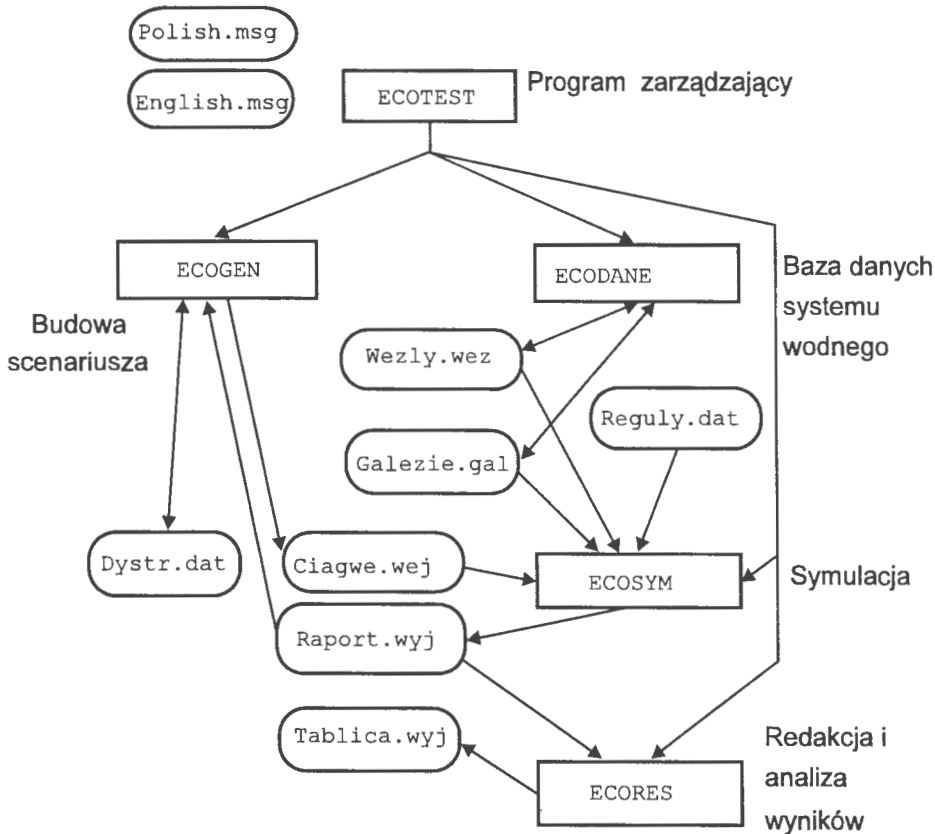 Polish.msg
English.msg
ECOTEST
Program zarządzający
ECOGEN
ECODANE
Baza danych
systemu
wodnego
Budowa
scenariusza
Wezly.wez
Reguly.dat
Galezie.gal
Dystr.dat
Ciagwe.wej
ECOSYM
Symulacja
Raport.wyj
Tablica.wyj
ECORES
Redakcja i
analiza
wyników